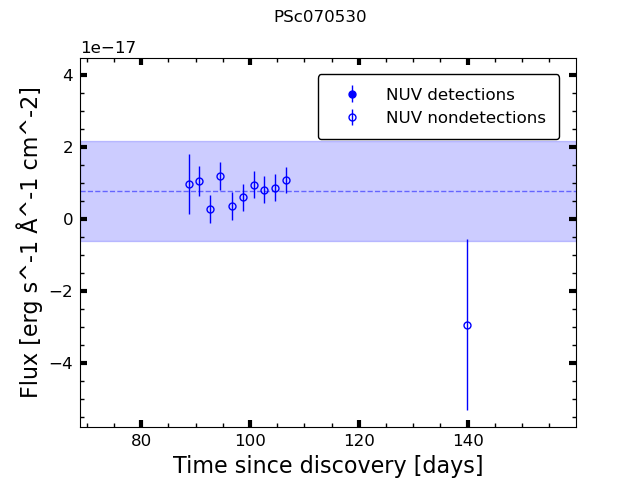 PSc070530
1e−17
NUV detections
NUV nondetections
4
2
0
−2
−4
80 100 120 140
Time since discovery [days]
Flux [erg s^-1 Å^-1 cm^-2]